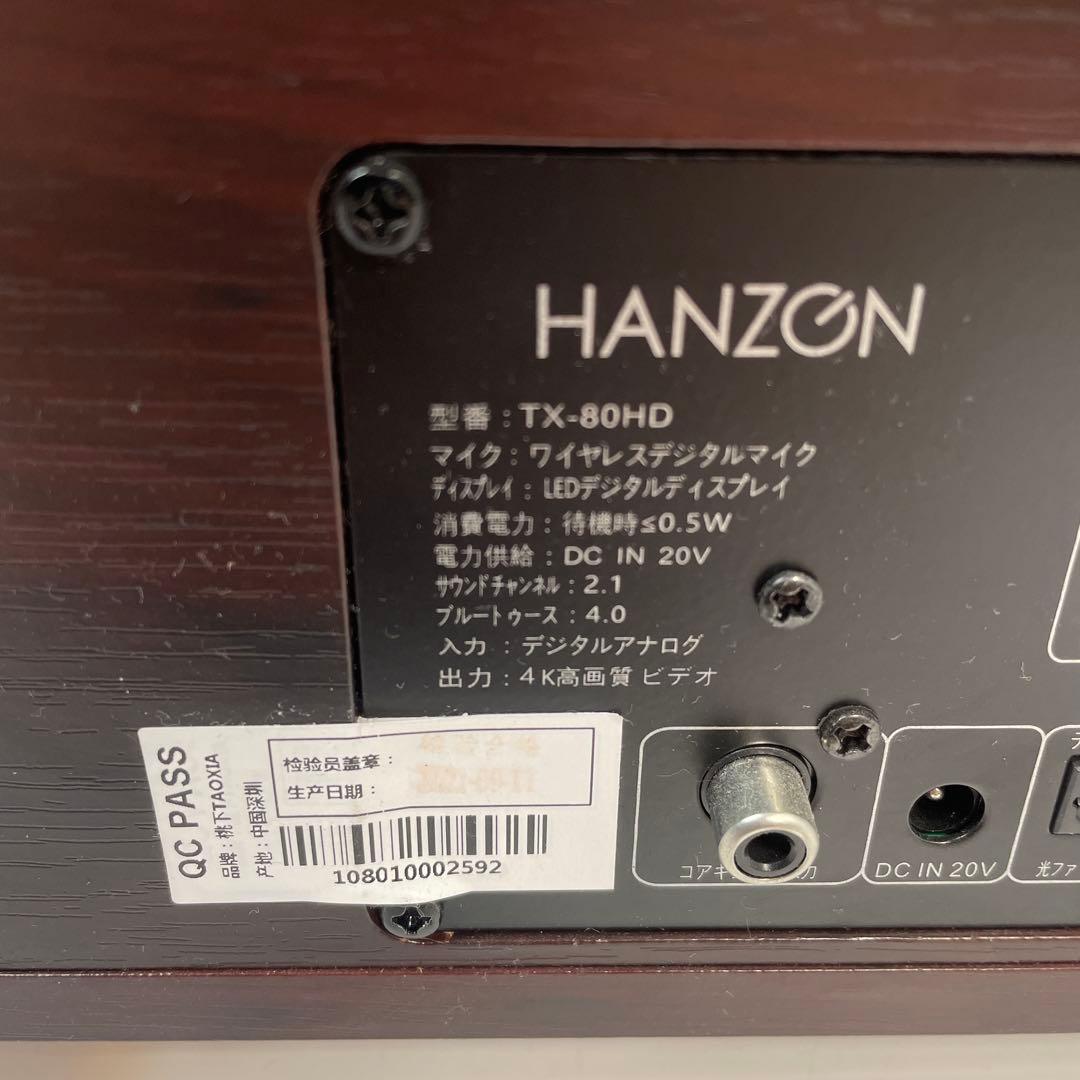 HANZON
型番：TX-80HD
マイク：ワイヤレスデジタルマイク
ディスプレイ：LEDデジタルディスプレイ
消費電力：待機時≤0.5W
電力供給：DC IN 20V
サウンドチャンネル：2.1
ブルートゥース：4.0
入力：デジタルアナログ
出力：4K高画質 ビデオ
QC PASS
品牌：桃下TAOXIA
产地：中国深圳
检验员盖章：
生产日期：
108010002592
DC IN 20V